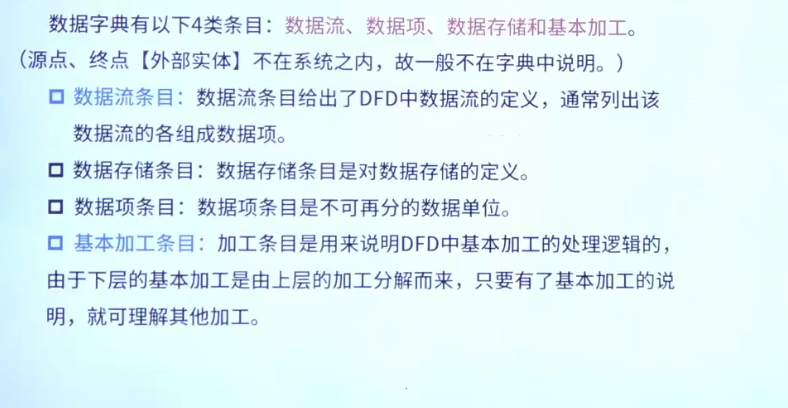 数据字典有以下4类条目：数据流、数据项、数据存储和基本加工。
（源点、终点【外部实体】不在系统之内，故一般不在字典中说明。）
数据流条目：数据流条目给出了DFD中数据流的定义，通常列出该
数据流的各组成数据项。
数据存储条目：数据存储条目是对数据存储的定义。
数据项条目：数据项条目是不可再分的数据单位。
基本加工条目：加工条目是用来说明DFD中基本加工的处理逻辑的，
由于下层的基本加工是由上层的加工分解而来，只要有了基本加工的说
明，就可理解其他加工。